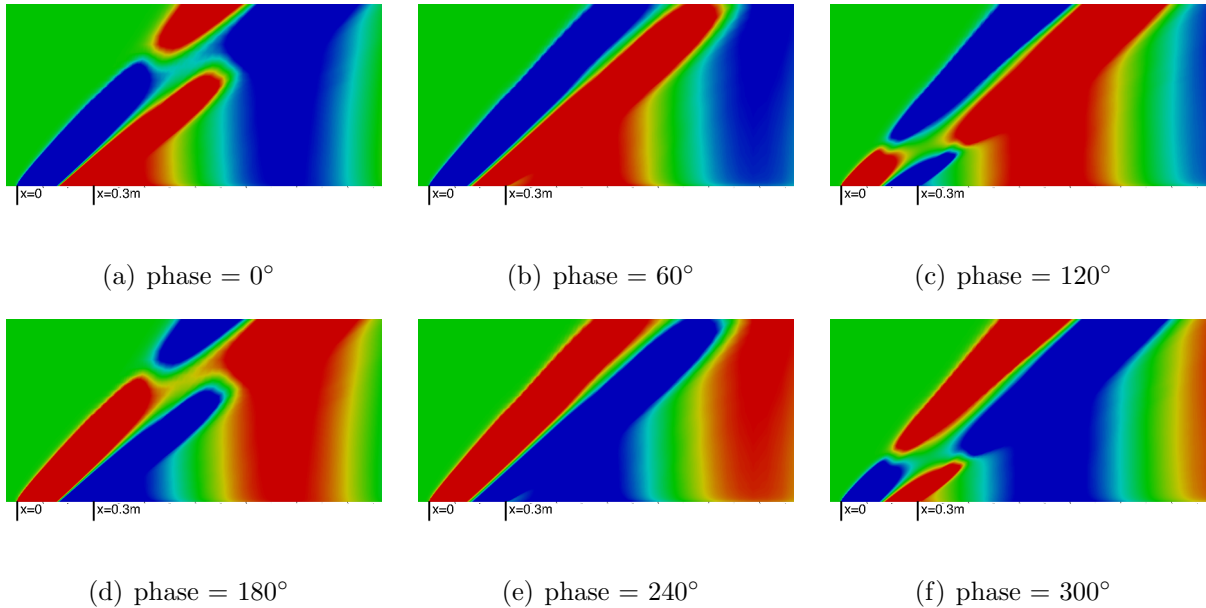 x=0 x=0.3m x=0 x=0.3m x=0 x=0.3m
(a) phase = 0° (b) phase = 60° (c) phase = 120°
x=0 x=0.3m x=0 x=0.3m x=0 x=0.3m
(d) phase = 180° (e) phase = 240° (f) phase = 300°